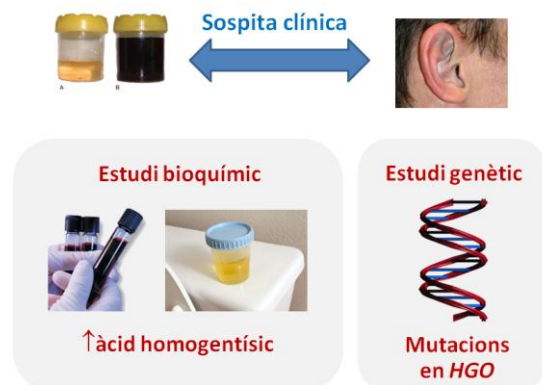 Sospita clínica
A
B
Estudi bioquímic
Estudi genètic
↑àcid homogentísic
Mutacions
en HGO